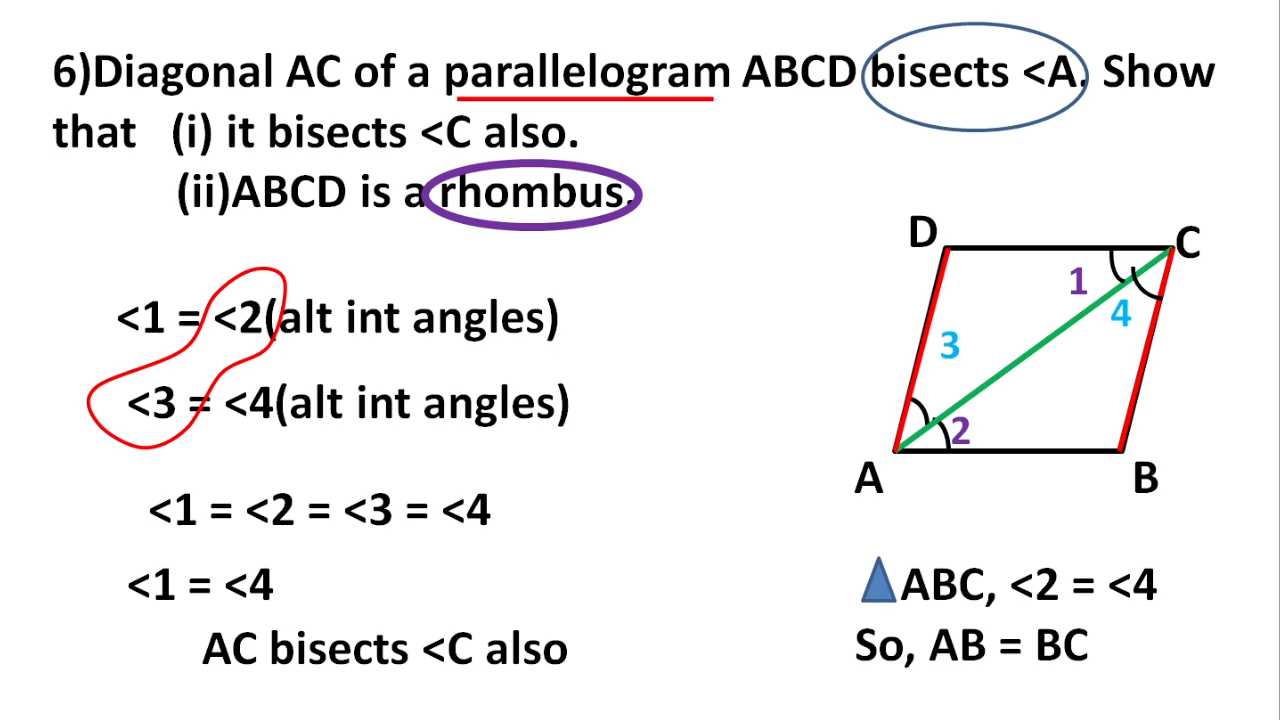 6)Diagonal AC of a parallelogram ABCD bisects <A. Show
that (i) it bisects <C also.
(ii)ABCD is a rhombus.
<1 = <2(alt int angles)
<3 = <4(alt int angles)
<1 = <2 = <3 = <4
<1 = <4
AC bisects <C also
D
C
1
4
3
2
A
B
ABC, <2 = <4
So, AB = BC